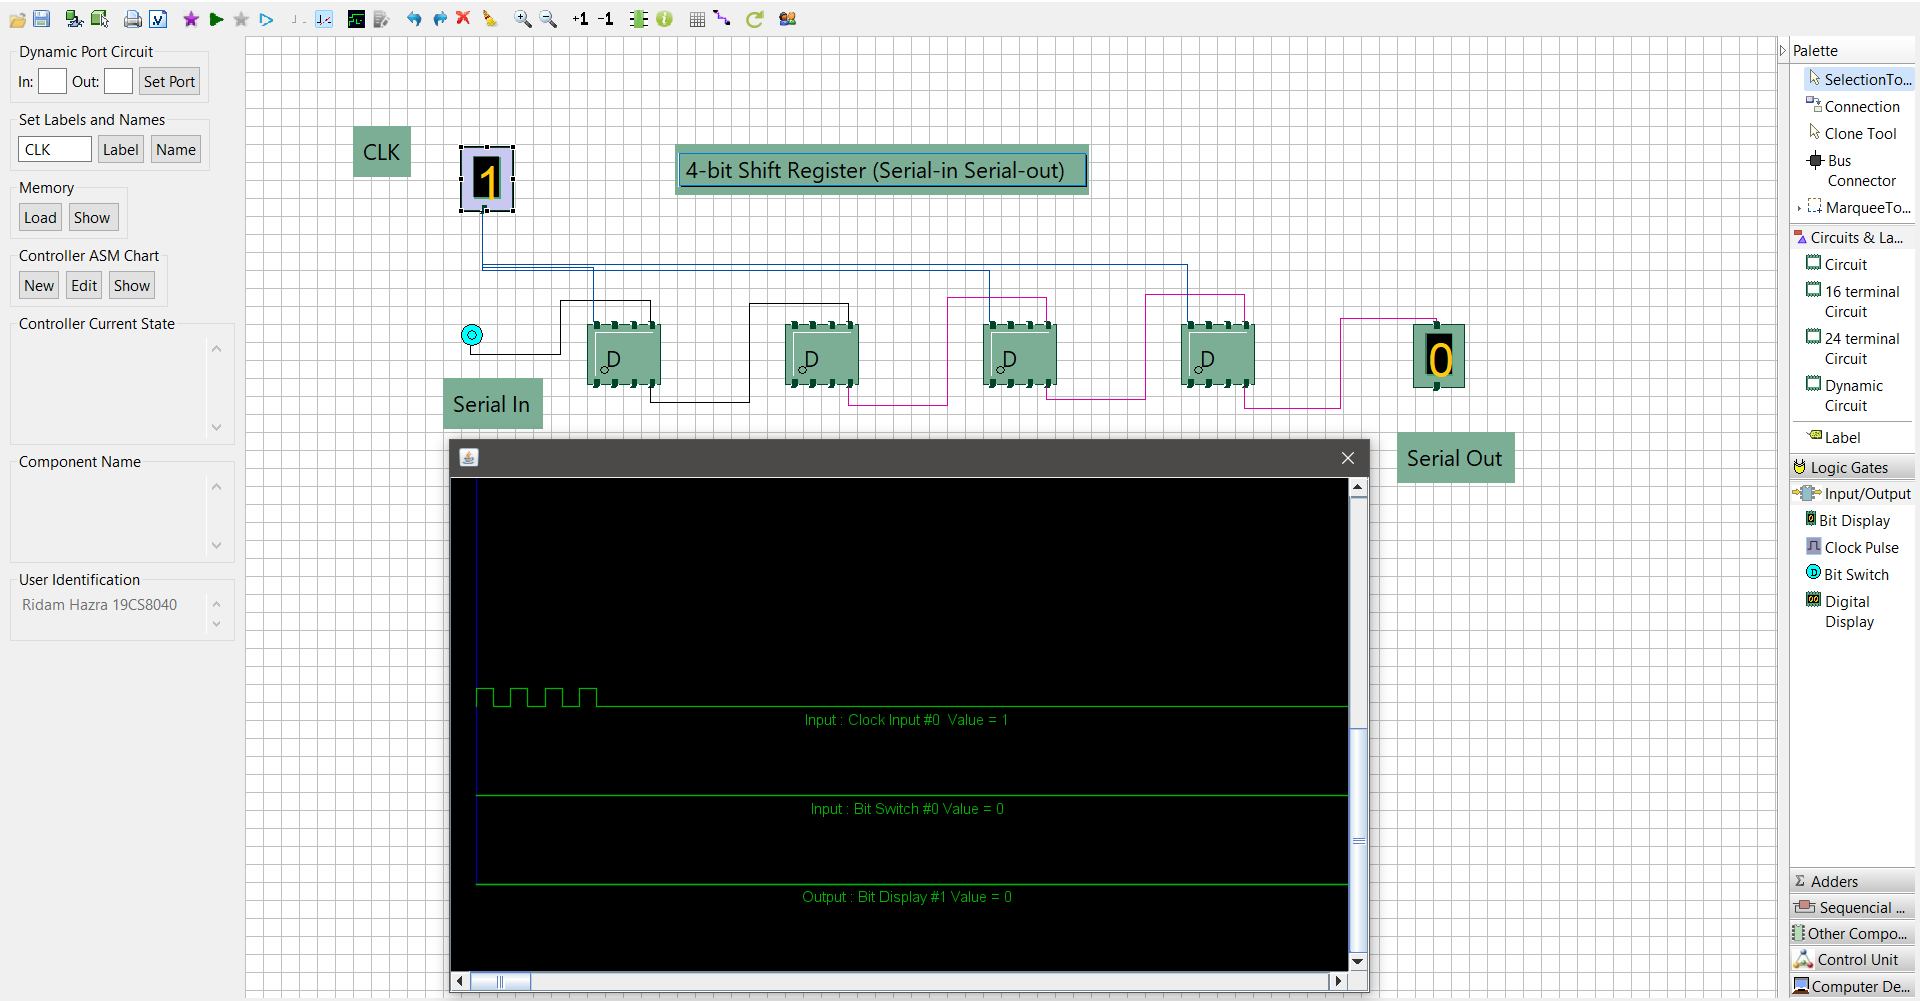 Dynamic Port Circuit
In: Out: Set Port
Set Labels and Names
CLK Label Name
Memory
Load Show
Controller ASM Chart
New Edit Show
Controller Current State
Component Name
User Identification
Ridam Hazra 19CS8040
+1 -1
CLK
1
4-bit Shift Register (Serial-in Serial-out)
D D D D
0
Serial In
Serial Out
Input : Clock Input #0 Value = 1
Input : Bit Switch #0 Value = 0
Output : Bit Display #1 Value = 0
Palette
SelectionTo...
Connection
Clone Tool
Bus
Connector
MarqueeTo...
Circuits & La...
Circuit
16 terminal
Circuit
24 terminal
Circuit
Dynamic
Circuit
Label
Logic Gates
Input/Output
Bit Display
Clock Pulse
Bit Switch
Digital
Display
Adders
Sequential ...
Other Compo...
Control Unit
Computer De...